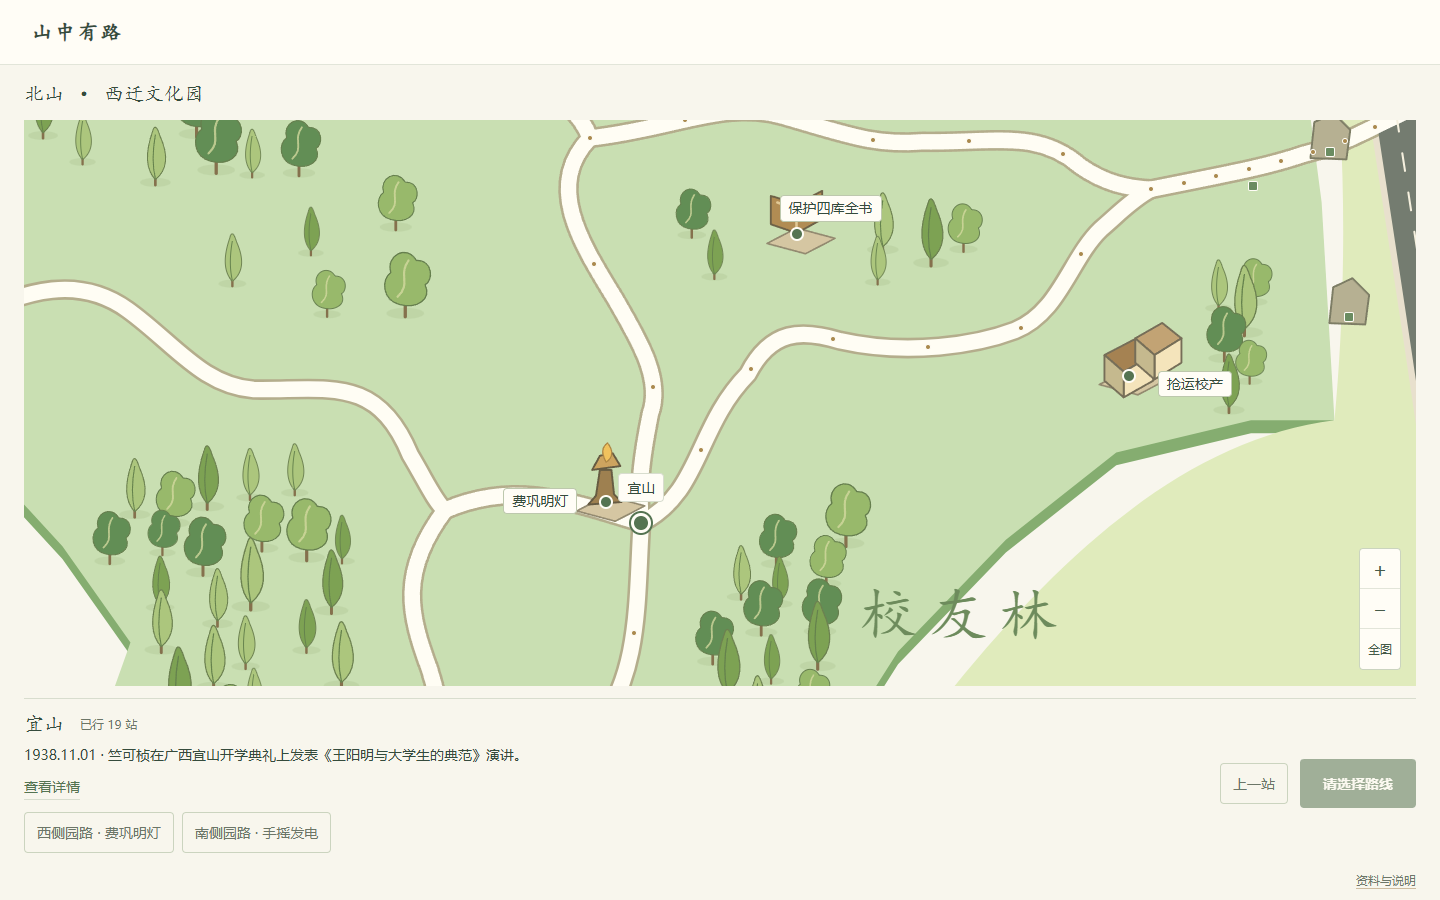 山中有路
北山 • 西迁文化园
保护四库全书
抢运校产
宜山
费巩明灯
校友林
+
−
全图
宜山 已行 19 站
1938.11.01 · 竺可桢在广西宜山开学典礼上发表《王阳明与大学生的典范》演讲。
查看详情
上一站
请选择路线
西侧园路 · 费巩明灯
南侧园路 · 手摇发电
资料与说明